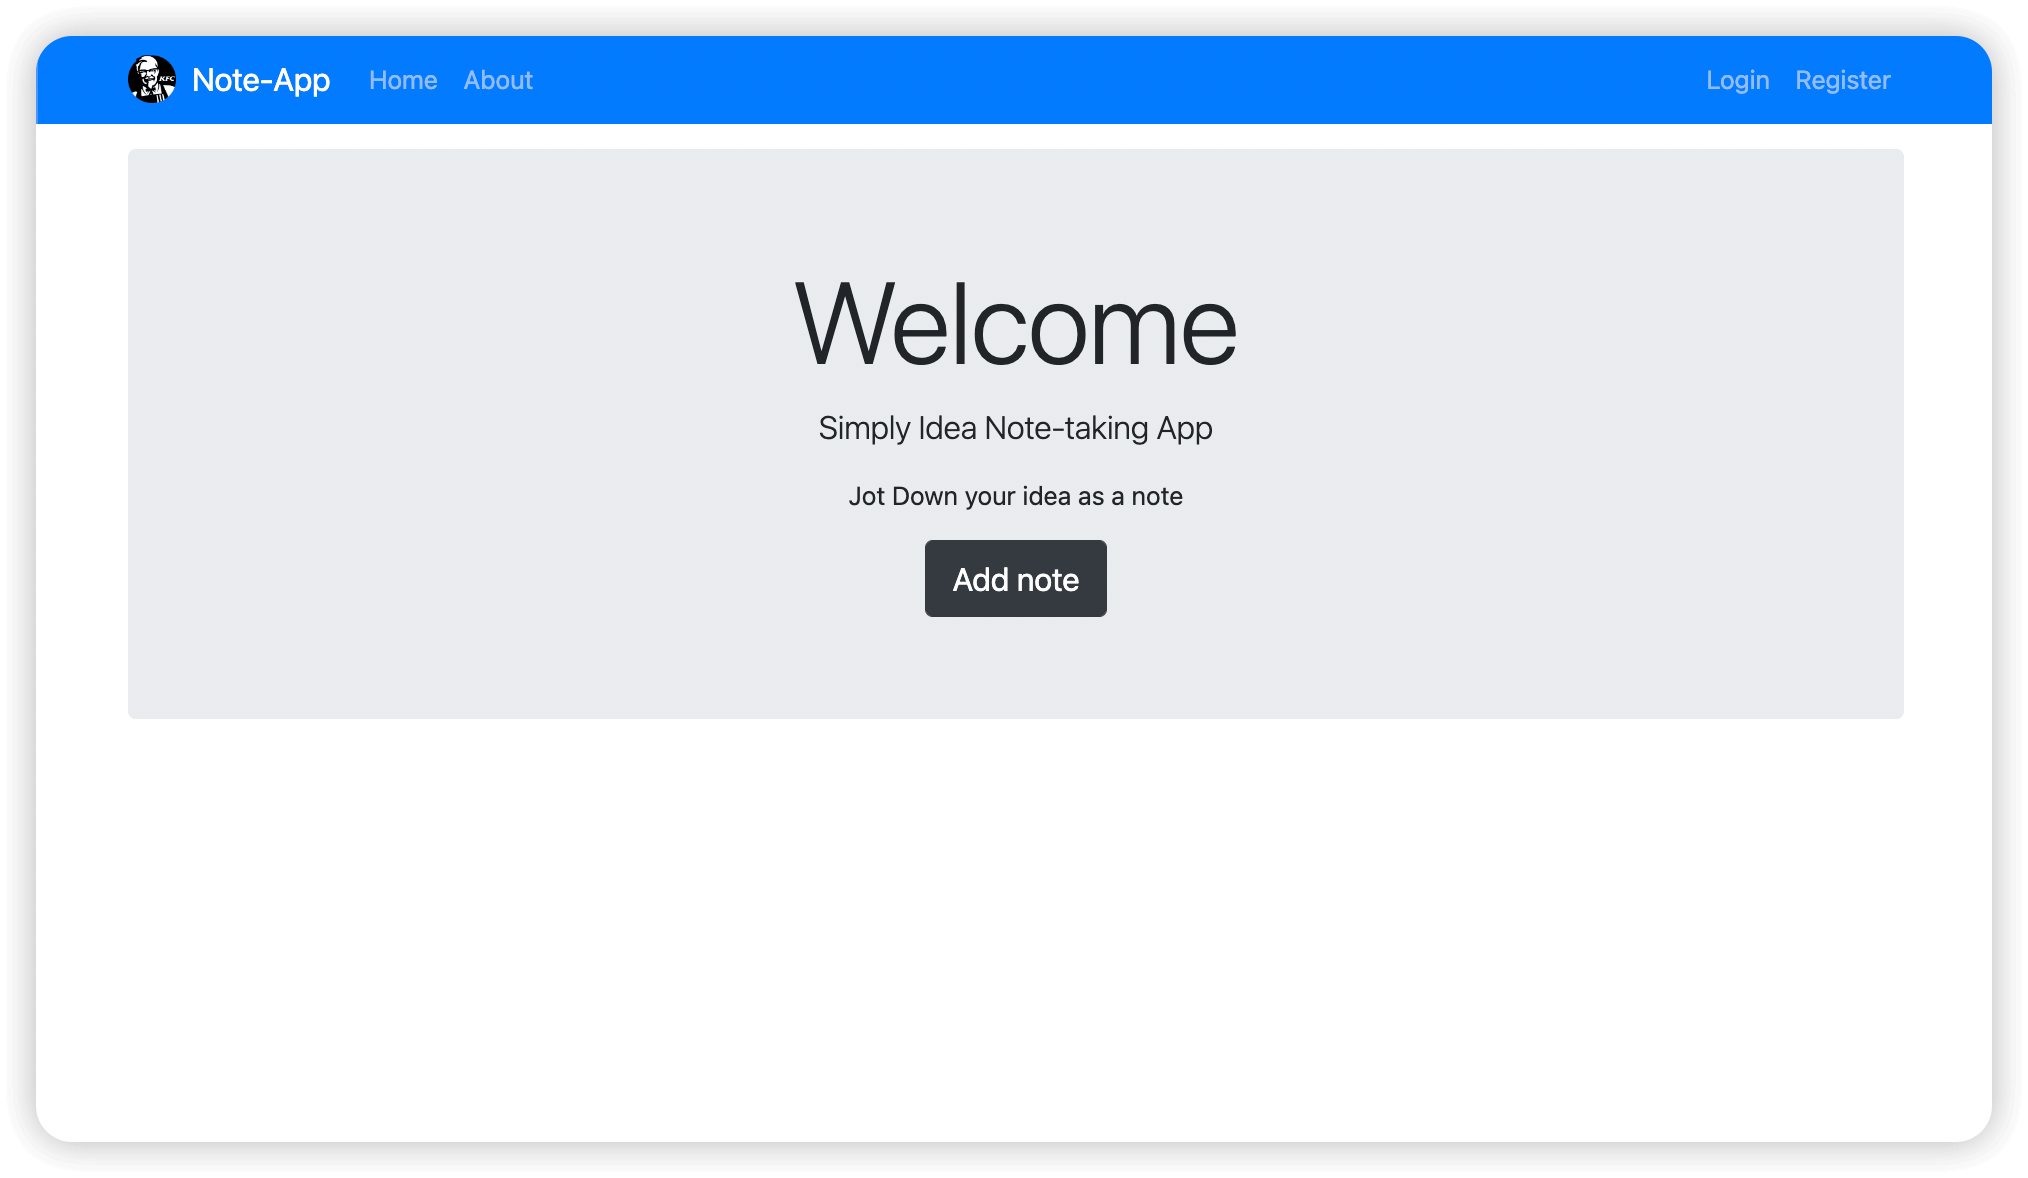 KFC
Note-App Home About Login Register
Welcome
Simply Idea Note-taking App
Jot Down your idea as a note
Add note